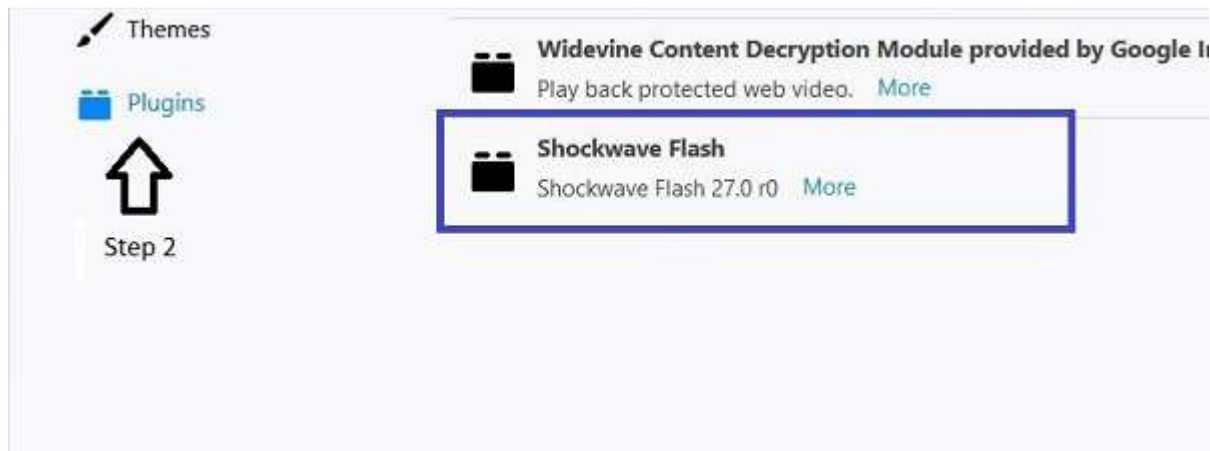 Themes
Plugins
Step 2
Widevine Content Decryption Module provided by Google
Play back protected web video. More
Shockwave Flash
Shockwave Flash 27.0 r0 More